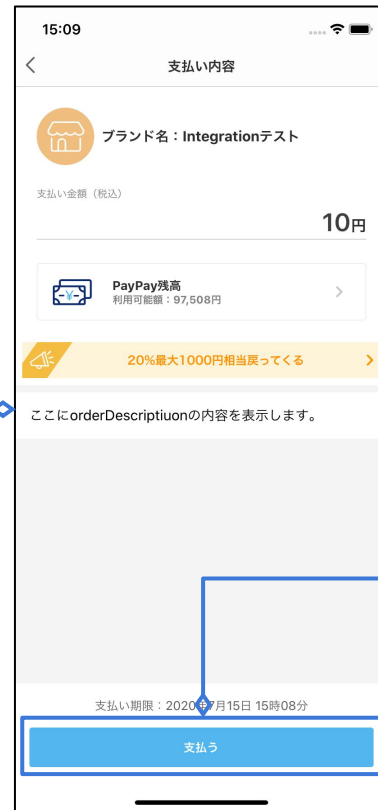 15:09
支払い内容
ブランド名：Integrationテスト
支払い金額（税込）
10円
PayPay残高
利用可能額：97,508円
20%最大1000円相当戻ってくる
ここにorderDescriptiuonの内容を表示します。
支払い期限：2020年7月15日 15時08分
支払う